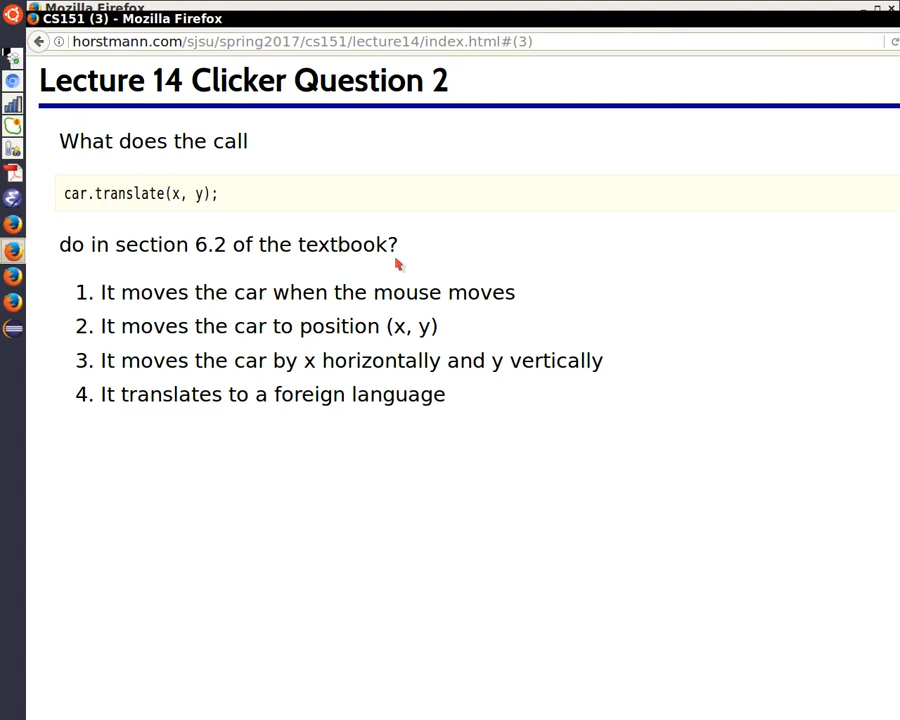 Mozilla Firefox
CS151 (3) - Mozilla Firefox
horstmann.com/sjsu/spring2017/cs151/lecture14/index.html#(3)
Lecture 14 Clicker Question 2
What does the call
car.translate(x, y);
do in section 6.2 of the textbook?
1. It moves the car when the mouse moves
2. It moves the car to position (x, y)
3. It moves the car by x horizontally and y vertically
4. It translates to a foreign language